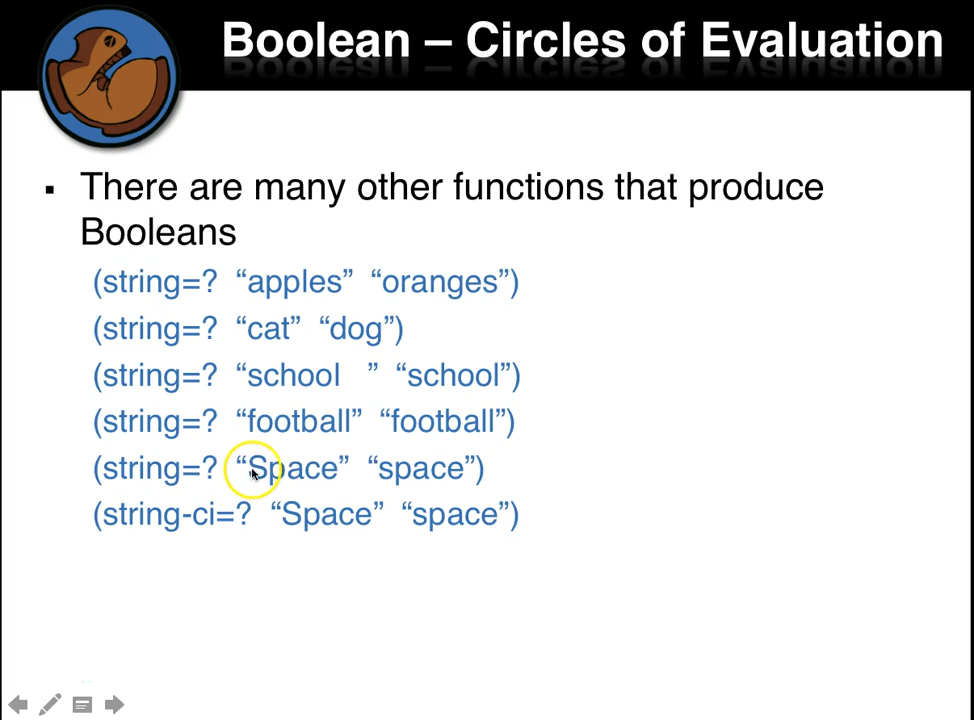 Boolean – Circles of Evaluation
▪ There are many other functions that produce
Booleans
(string=? “apples” “oranges”)
(string=? “cat” “dog”)
(string=? “school   ” “school”)
(string=? “football” “football”)
(string=? “Space” “space”)
(string-ci=? “Space” “space”)